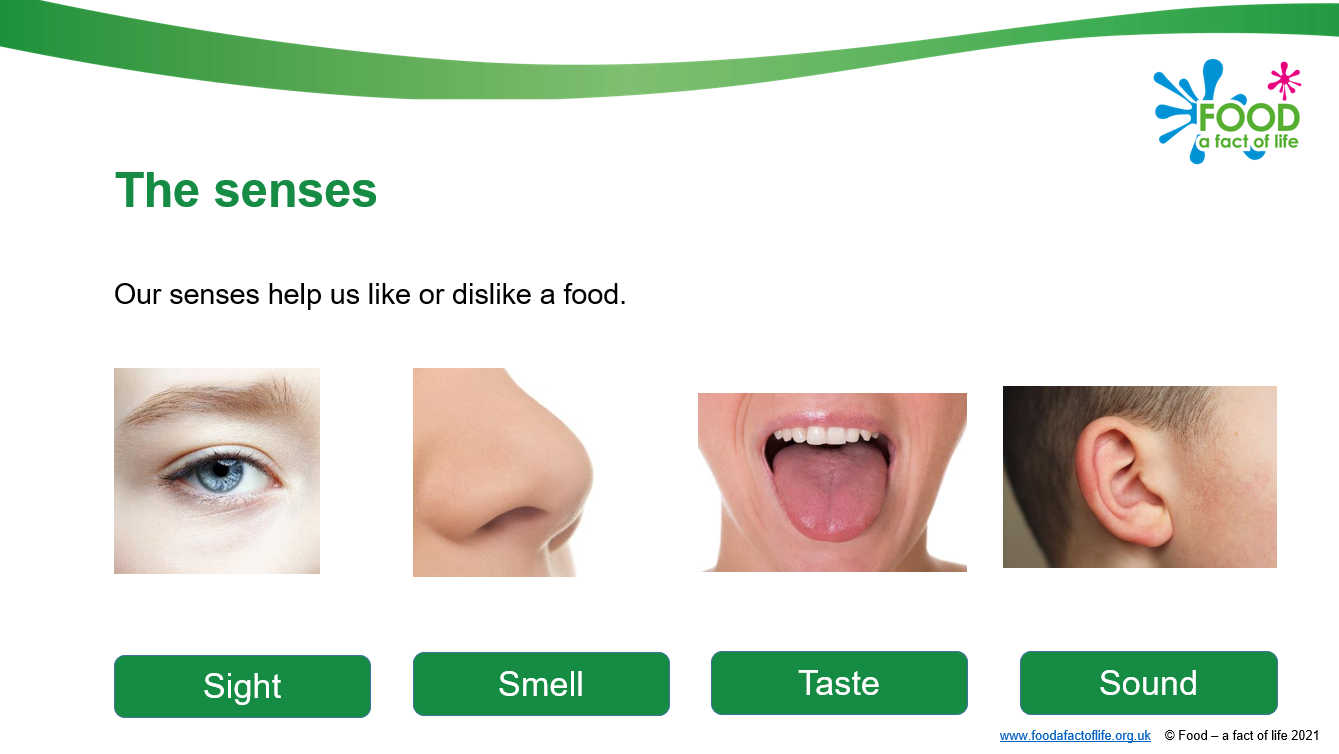 FOOD
a fact of life
The senses
Our senses help us like or dislike a food.
Sight
Smell
Taste
Sound
www.foodafactoflife.org.uk © Food – a fact of life 2021